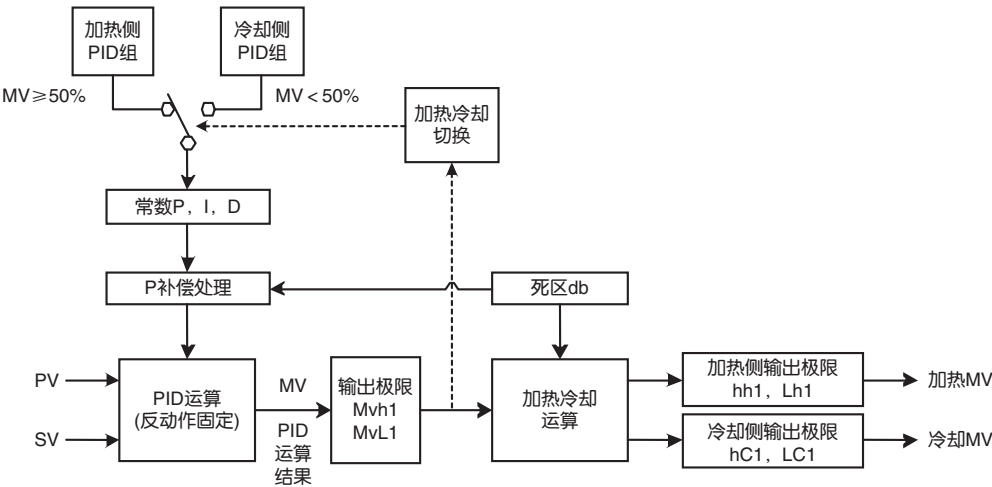 加热侧
PID组
冷却侧
PID组
MV≥50%
MV<50%
加热冷却
切换
常数P，I，D
P补偿处理
死区db
PV
SV
PID运算
(反动作固定)
MV
PID
运算
结果
输出极限
Mvh1
MvL1
加热冷却
运算
加热侧输出极限
hh1，Lh1
加热MV
冷却侧输出极限
hC1，LC1
冷却MV